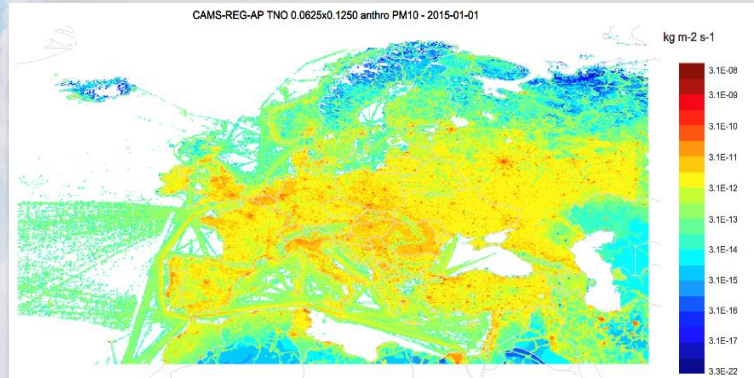 CAMS-REG-AP TNO 0.0625x0.1250 anthro PM10 - 2015-01-01
kg m-2 s-1
3.1E-08
3.1E-09
3.1E-10
3.1E-11
3.1E-12
3.1E-13
3.1E-14
3.1E-15
3.1E-16
3.1E-17
3.3E-22